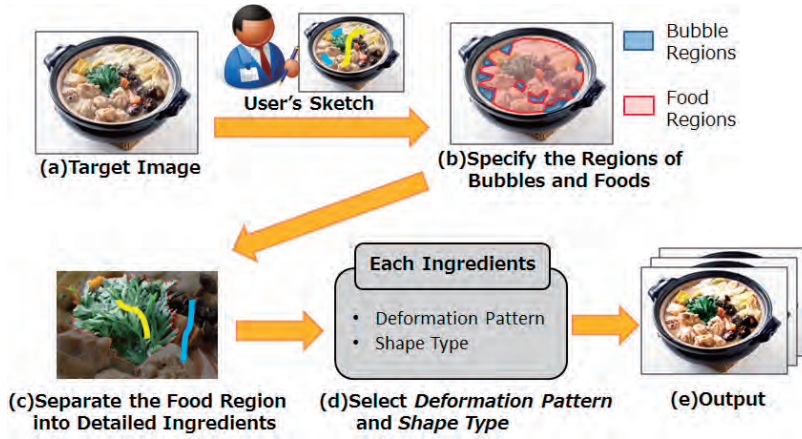 User's Sketch
Bubble
Regions
Food
Regions
(a)Target Image
(b)Specify the Regions of
Bubbles and Foods
Each Ingredients
• Deformation Pattern
• Shape Type
(c)Separate the Food Region
into Detailed Ingredients
(d)Select Deformation Pattern
and Shape Type
(e)Output